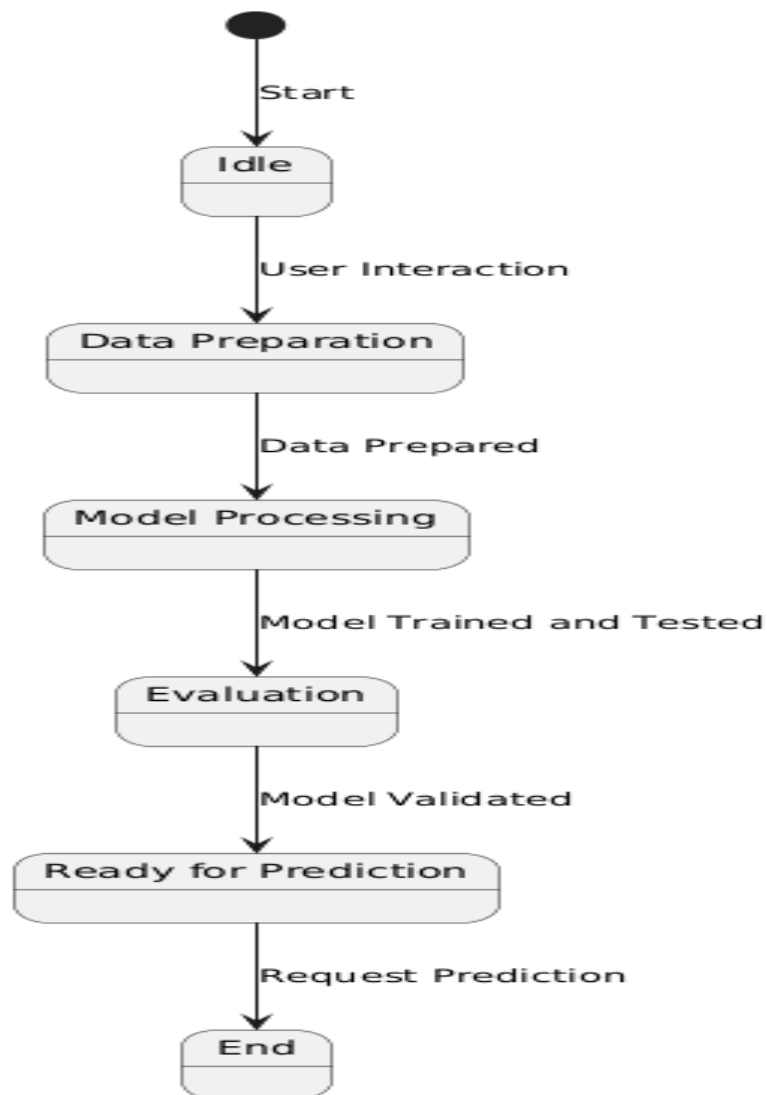 Start
Idle
User Interaction
Data Preparation
Data Prepared
Model Processing
Model Trained and Tested
Evaluation
Model Validated
Ready for Prediction
Request Prediction
End